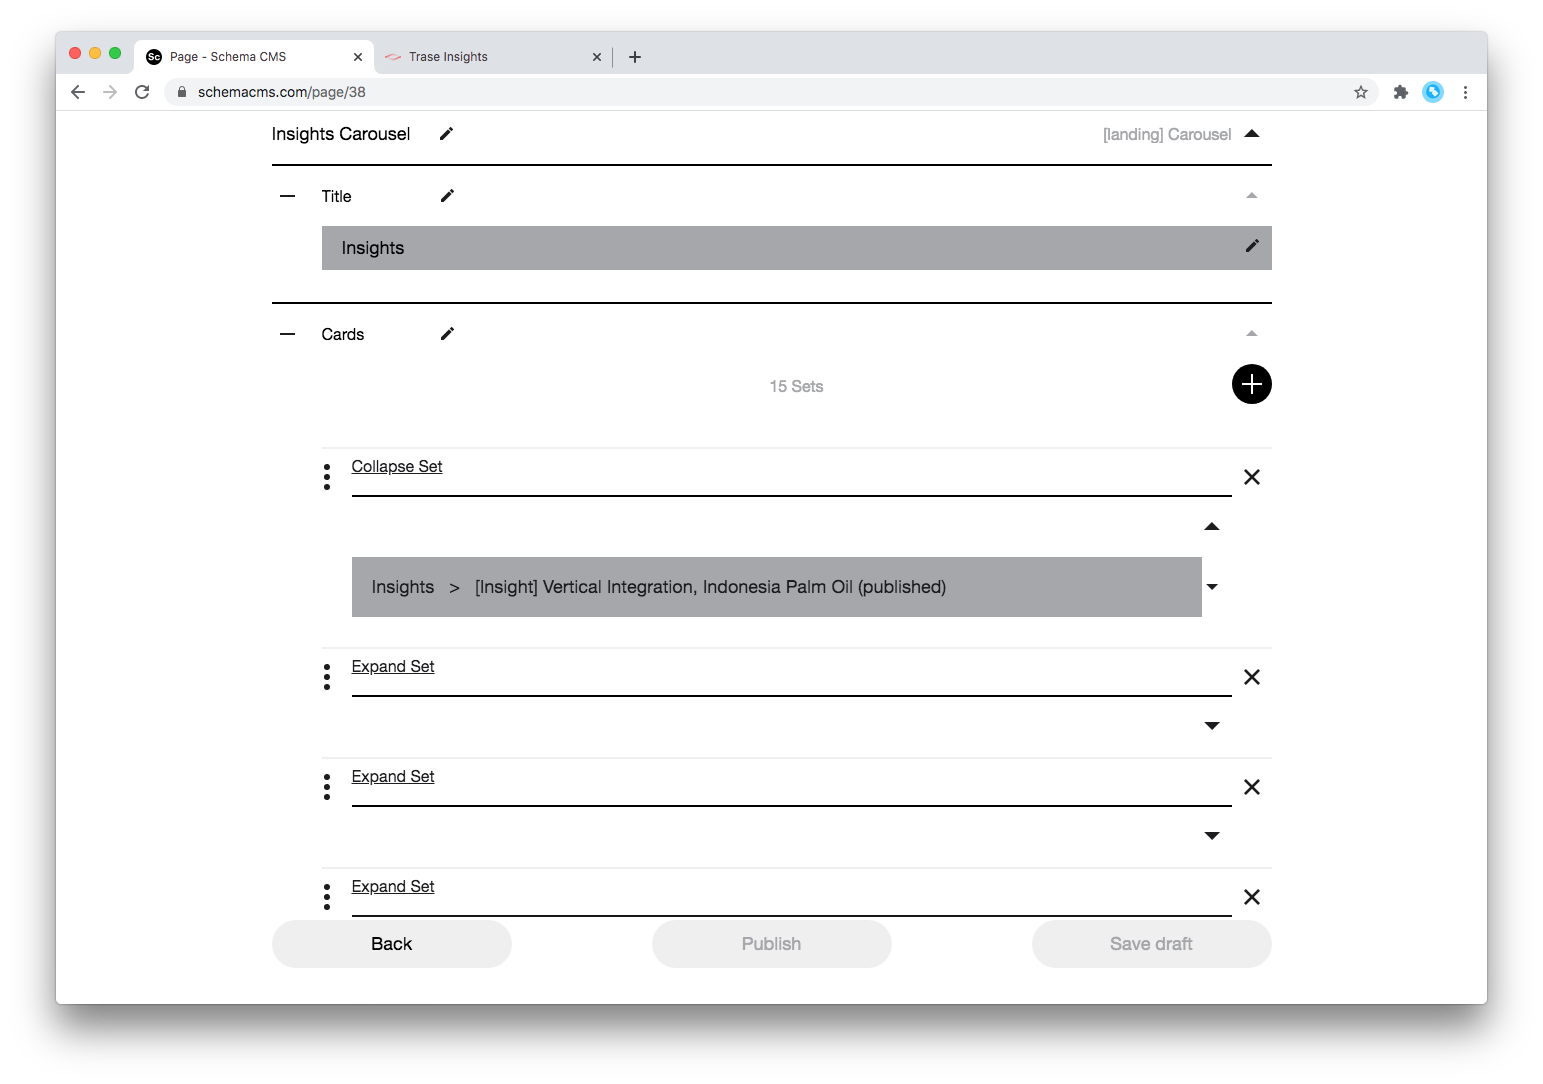 Sc Page - Schema CMS
Trase Insights
schemacms.com/page/38
Insights Carousel
[landing] Carousel
Title
Insights
Cards
15 Sets
Collapse Set
Insights > [Insight] Vertical Integration, Indonesia Palm Oil (published)
Expand Set
Expand Set
Expand Set
Back
Publish
Save draft